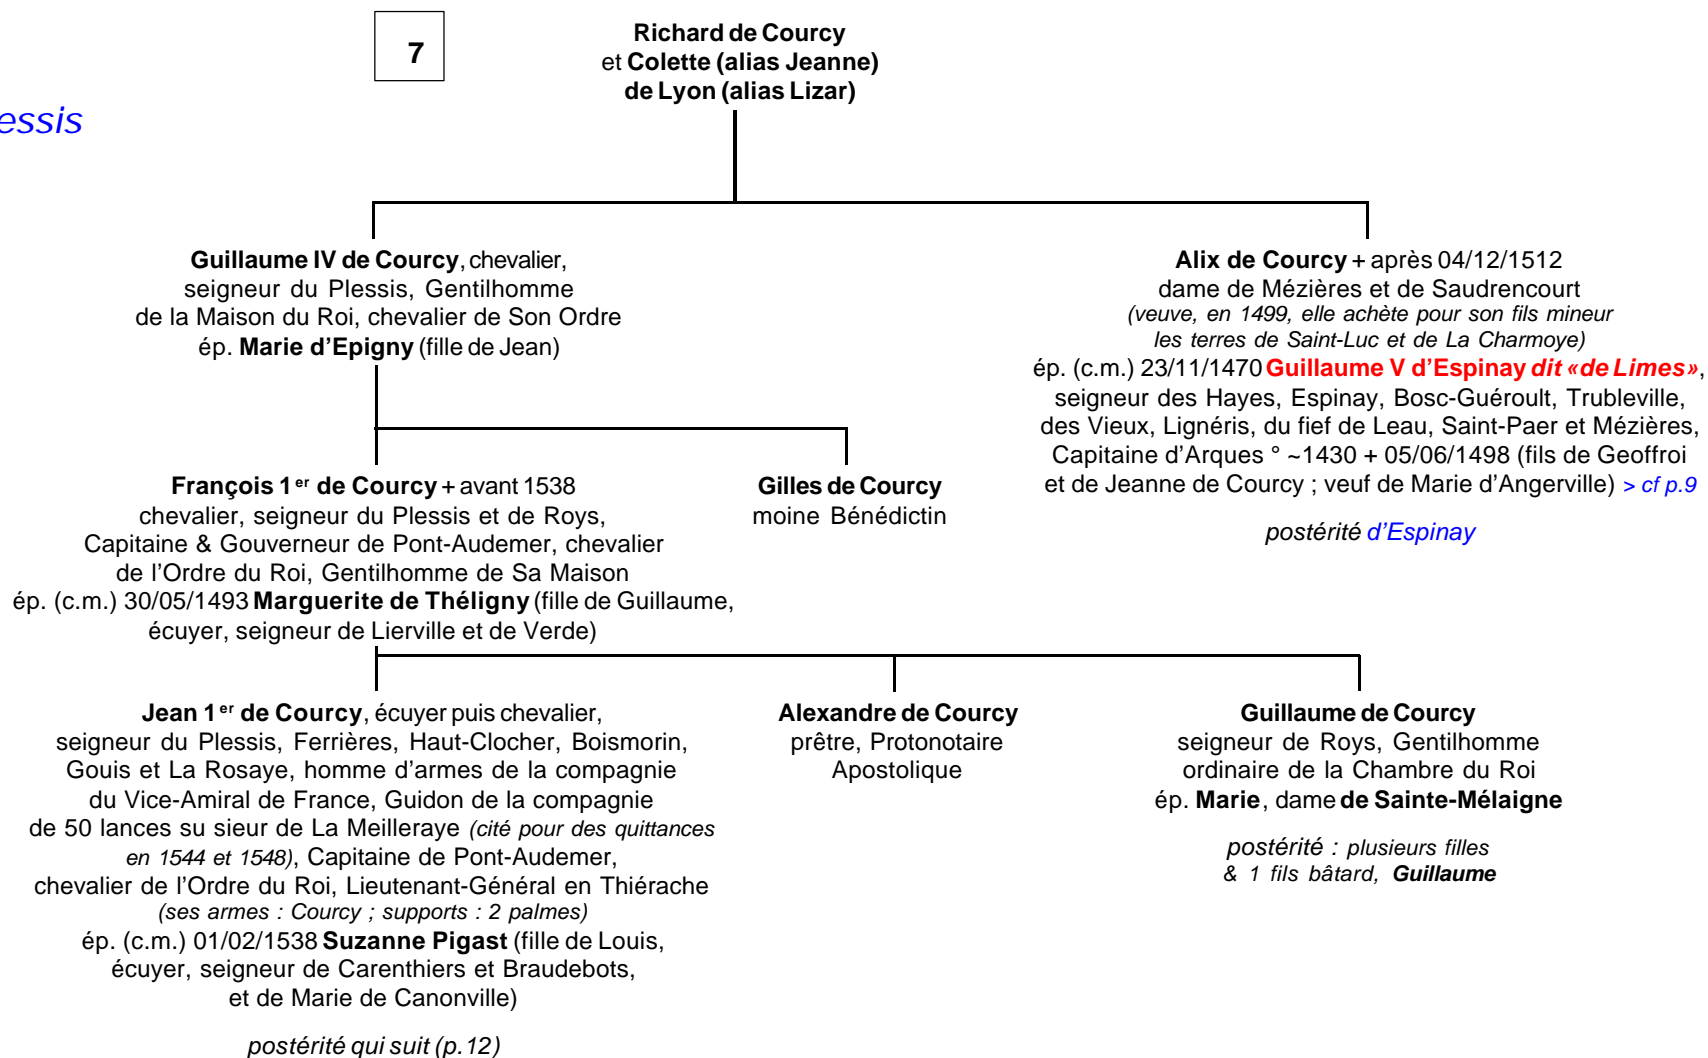 7
Richard de Courcy
et Colette (alias Jeanne)
de Lyon (alias Lizar)
essis
Guillaume IV de Courcy, chevalier,
seigneur du Plessis, Gentilhomme
de la Maison du Roi, chevalier de Son Ordre
ép. Marie d’Epigny (fille de Jean)
Alix de Courcy + après 04/12/1512
dame de Mézières et de Saudrencourt
(veuve, en 1499, elle achète pour son fils mineur
les terres de Saint-Luc et de La Charmoye)
ép. (c.m.) 23/11/1470 Guillaume V d’Espinay dit «de Limes»,
seigneur des Hayes, Espinay, Bosc-Guéroult, Trubleville,
des Vieux, Lignéris, du fief de Leau, Saint-Paer et Mézières,
Capitaine d’Arques ° ~1430 + 05/06/1498 (fils de Geoffroi
et de Jeanne de Courcy ; veuf de Marie d’Angerville) > cf p.9
postérité d’Espinay
François 1er de Courcy + avant 1538
chevalier, seigneur du Plessis et de Roys,
Capitaine & Gouverneur de Pont-Audemer, chevalier
de l’Ordre du Roi, Gentilhomme de Sa Maison
ép. (c.m.) 30/05/1493 Marguerite de Théligny (fille de Guillaume,
écuyer, seigneur de Lierville et de Verde)
Gilles de Courcy
moine Bénédictin
Jean 1er de Courcy, écuyer puis chevalier,
seigneur du Plessis, Ferrières, Haut-Clocher, Boismorin,
Gouis et La Rosaye, homme d’armes de la compagnie
du Vice-Amiral de France, Guidon de la compagnie
de 50 lances su sieur de La Meilleraye (cité pour des quittances
en 1544 et 1548), Capitaine de Pont-Audemer,
chevalier de l’Ordre du Roi, Lieutenant-Général en Thiérache
(ses armes : Courcy ; supports : 2 palmes)
ép. (c.m.) 01/02/1538 Suzanne Pigast (fille de Louis,
écuyer, seigneur de Carenthiers et Braudebots,
et de Marie de Canonville)
postérité qui suit (p.12)
Alexandre de Courcy
prêtre, Protonotaire
Apostolique
Guillaume de Courcy
seigneur de Roys, Gentilhomme
ordinaire de la Chambre du Roi
ép. Marie, dame de Sainte-Mélaigne
postérité : plusieurs filles
& 1 fils bâtard, Guillaume